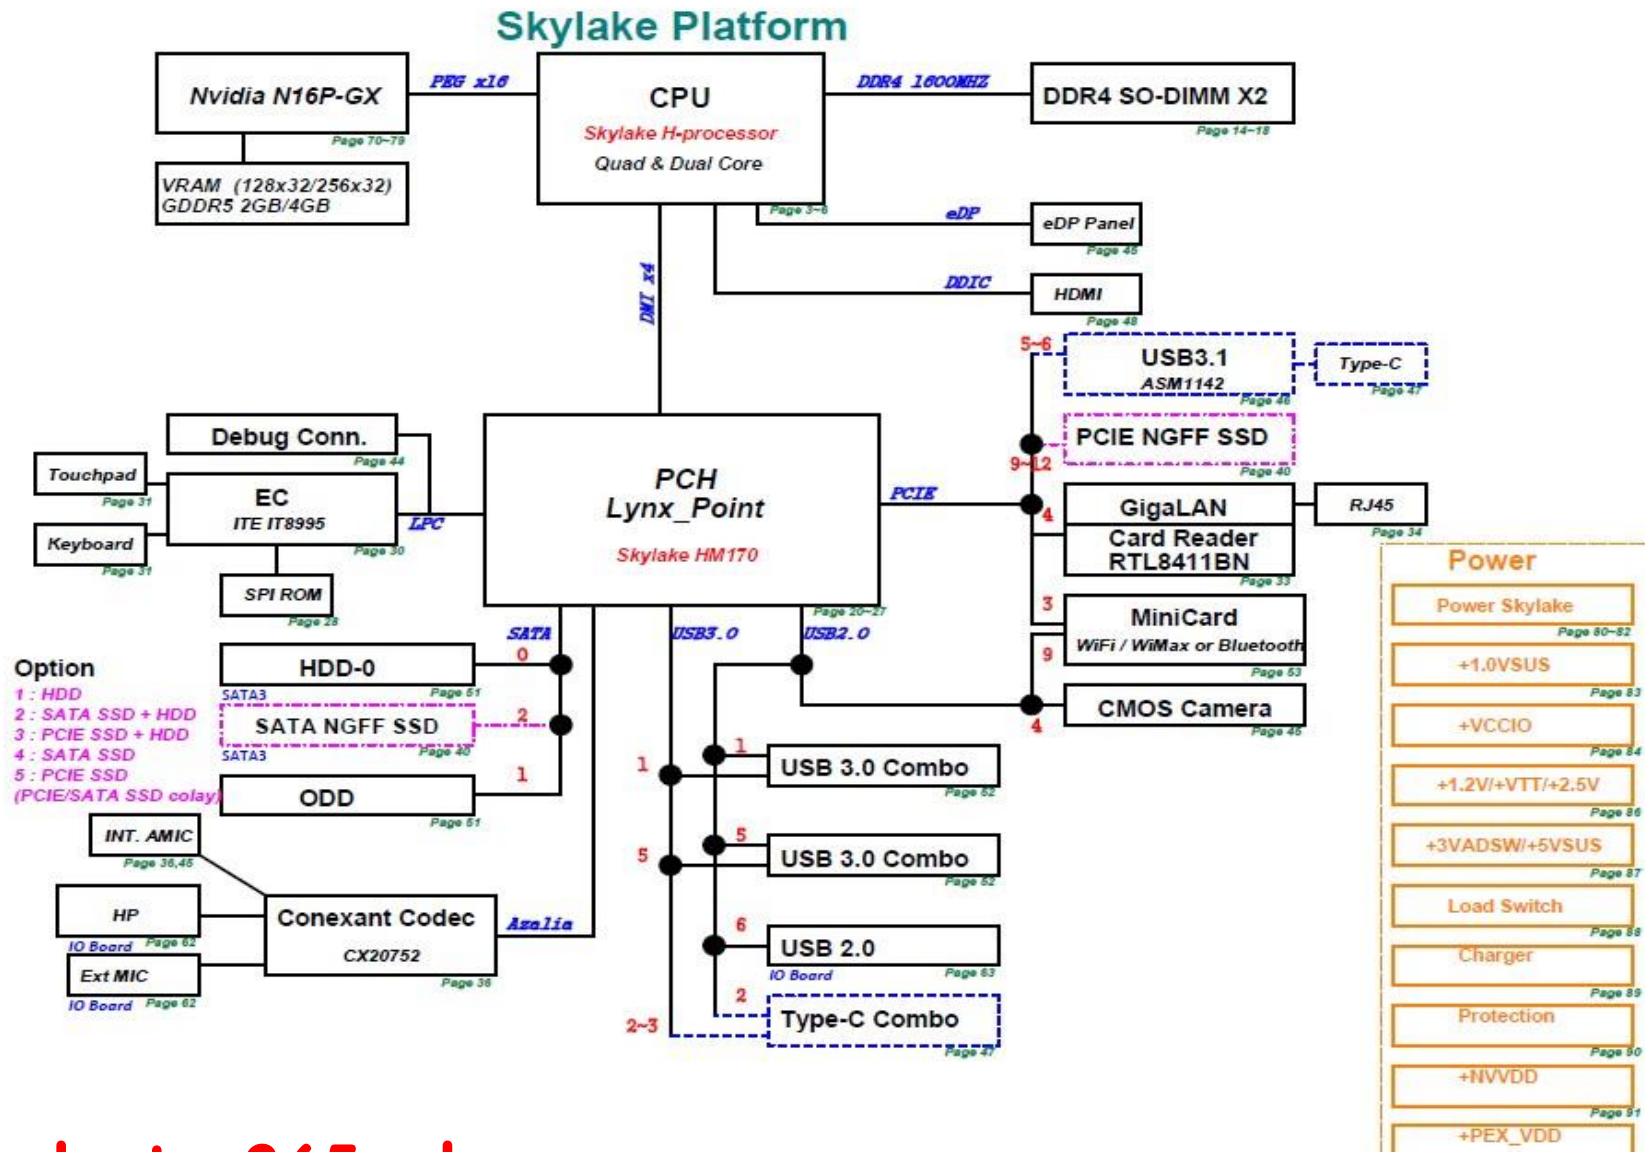 Skylake Platform
Nvidia N16P-GX
Page 70~79
PEG x16
CPU
Skylake H-processor
Quad & Dual Core
Page 3~6
DDR4 1600MHZ
DDR4 SO-DIMM X2
Page 14~18
VRAM (128x32/256x32)
GDDR5 2GB/4GB
eDP
eDP Panel
Page 45
DDIC
HDMI
Page 48
DMI x4
5~6
USB3.1
ASM1142
Page 46
Type-C
Page 47
PCIE NGFF SSD
Page 40
9~12
Debug Conn.
Page 44
Touchpad
Page 31
EC
ITE IT8995
Page 30
Keyboard
Page 31
LPC
SPI ROM
Page 28
PCH
Lynx_Point
Skylake HM170
Page 20~27
PCIE
4
GigaLAN
Card Reader
RTL8411BN
Page 33
RJ45
Page 34
3
MiniCard
WiFi / WiMax or Bluetooth
Page 53
9
CMOS Camera
Page 45
4
SATA
USB3.0
USB2.0
0
HDD-0
Page 51
SATA3
2
SATA NGFF SSD
Page 40
SATA3
1
ODD
Page 51
Option
1 : HDD
2 : SATA SSD + HDD
3 : PCIE SSD + HDD
4 : SATA SSD
5 : PCIE SSD
(PCIE/SATA SSD colay)
INT. AMIC
Page 36,45
HP
IO Board Page 62
Ext MIC
IO Board Page 62
Conexant Codec
CX20752
Page 36
Azalia
1
1
USB 3.0 Combo
Page 52
5
5
USB 3.0 Combo
Page 52
6
USB 2.0
IO Board Page 63
2
2~3
Type-C Combo
Page 47
Power
Power Skylake
Page 80~82
+1.0VSUS
Page 83
+VCCIO
Page 84
+1.2V/+VTT/+2.5V
Page 86
+3VADSW/+5VSUS
Page 87
Load Switch
Page 88
Charger
Page 89
Protection
Page 90
+NVVDD
Page 91
+PEX_VDD